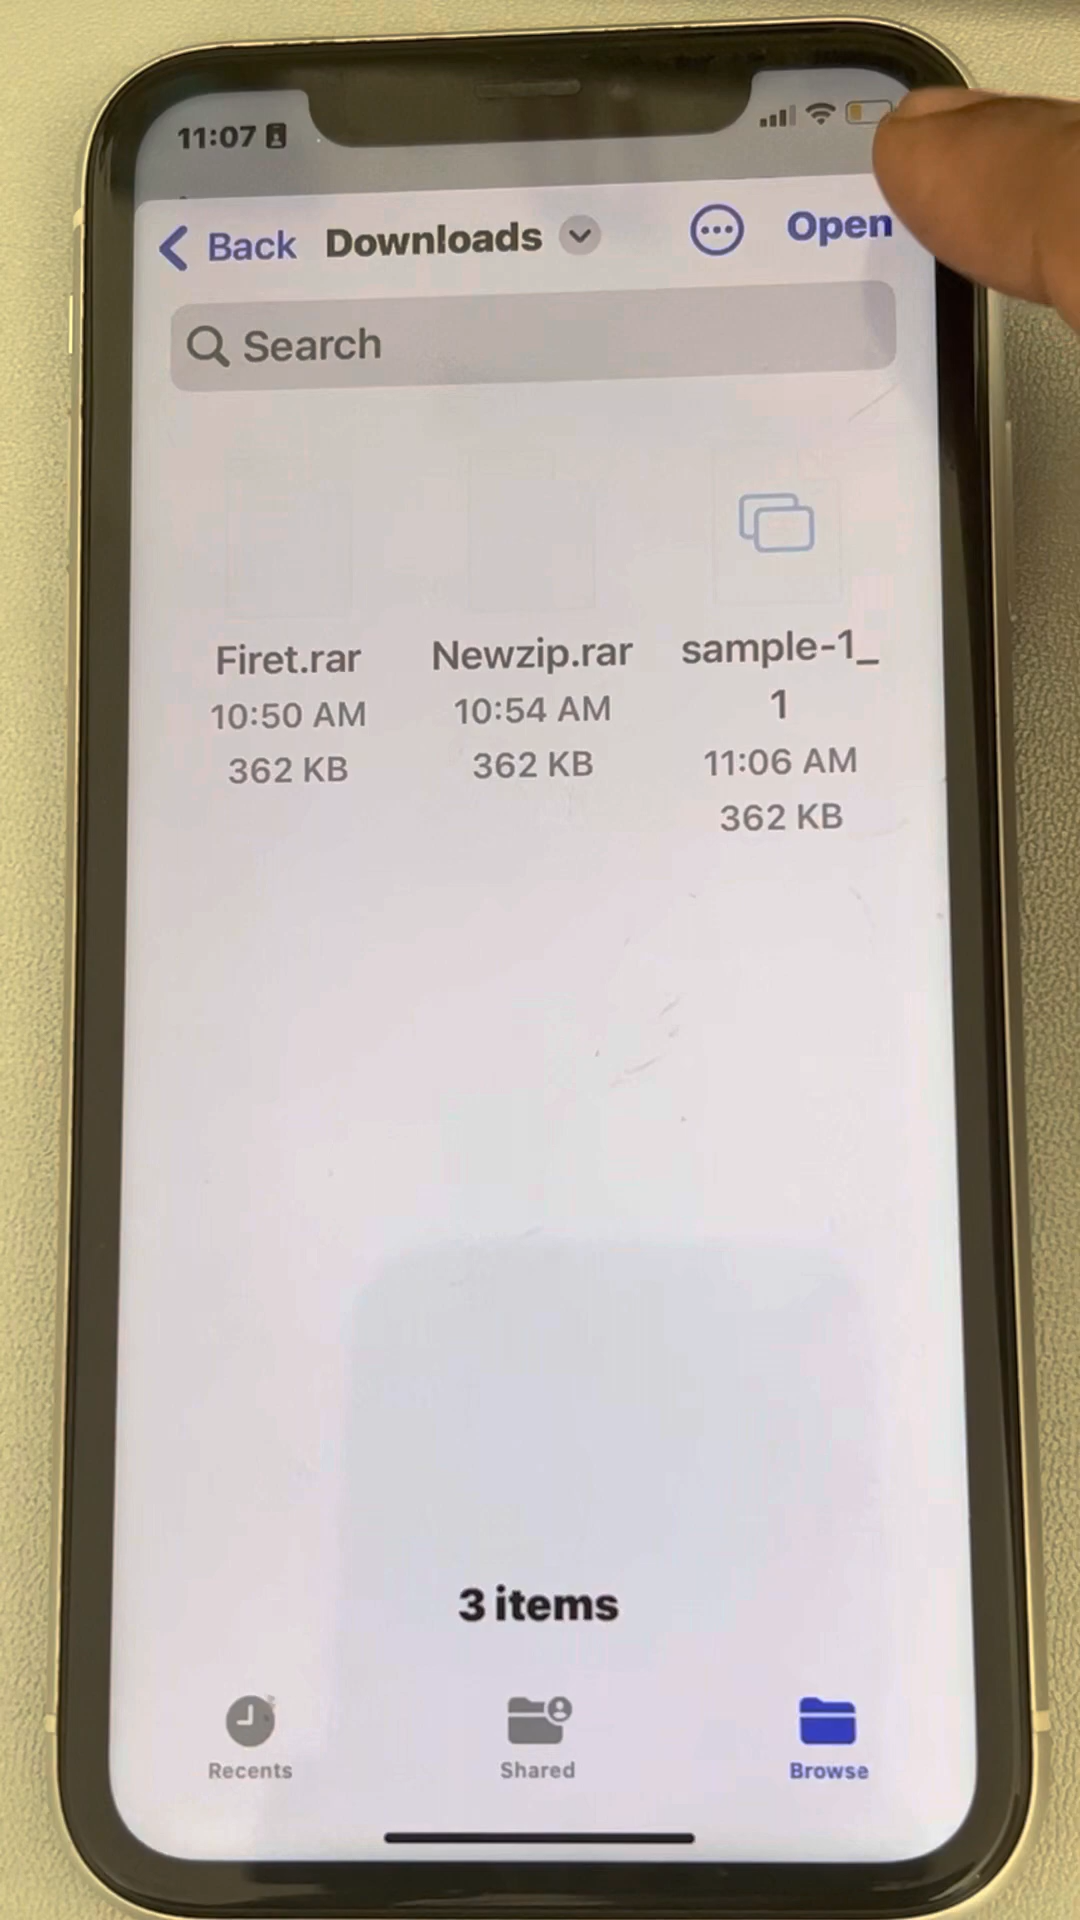 11:07
Back Downloads Open
Search
Firet.rar
10:50 AM
362 KB
Newzip.rar
10:54 AM
362 KB
sample-1_
1
11:06 AM
362 KB
3 items
Recents
Shared
Browse